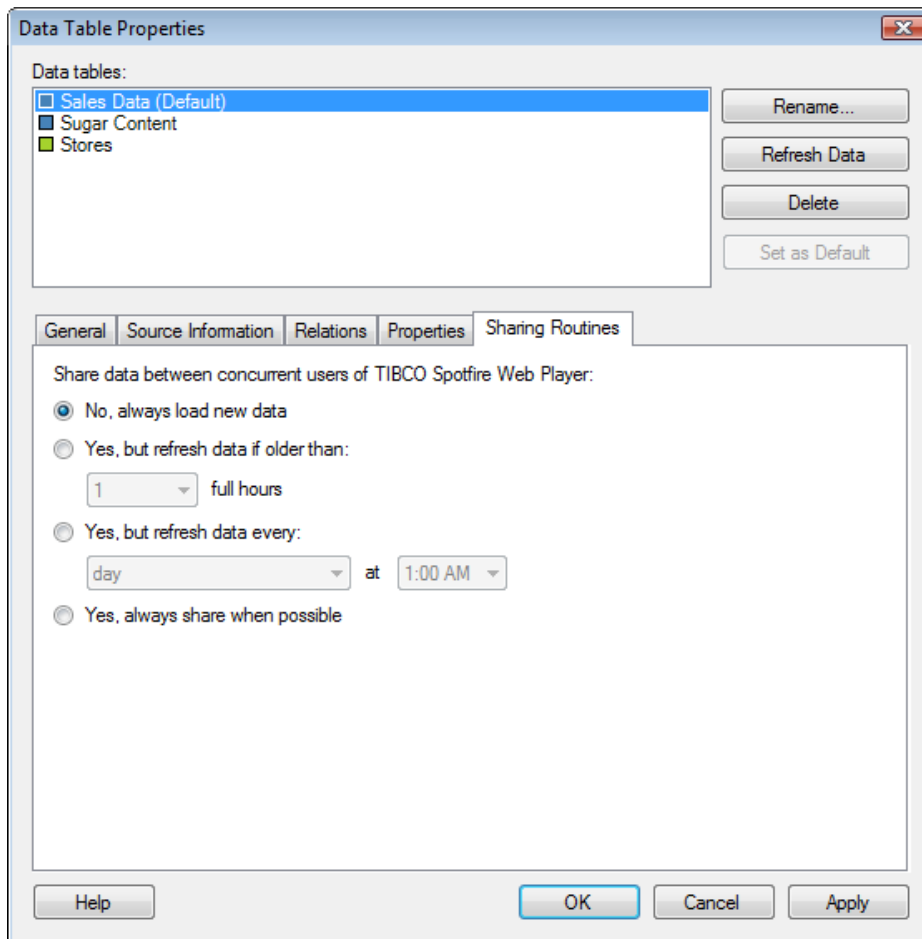 Data Table Properties
Data tables:
Sales Data (Default)
Sugar Content
Stores
Rename...
Refresh Data
Delete
Set as Default
General Source Information Relations Properties Sharing Routines
Share data between concurrent users of TIBCO Spotfire Web Player:
No, always load new data
Yes, but refresh data if older than:
1 full hours
Yes, but refresh data every:
day at 1:00 AM
Yes, always share when possible
Help OK Cancel Apply